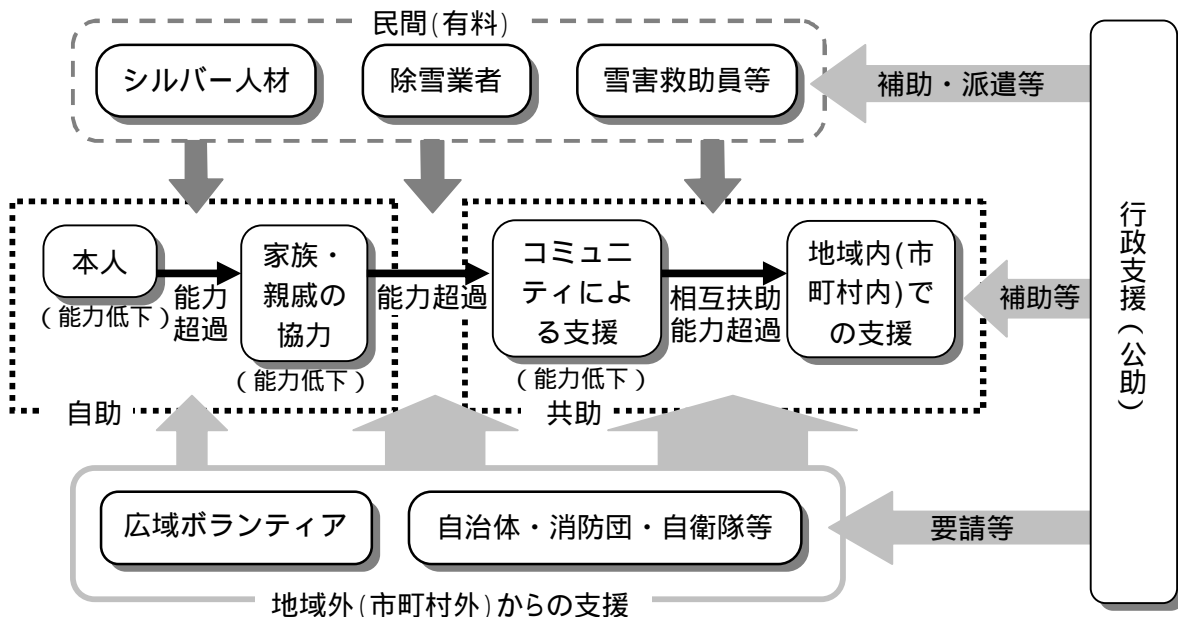 民間(有料)
シルバー人材
除雪業者
雪害救助員等
補助・派遣等
行政支援(公助)
本人
(能力低下)
能力
超過
家族・
親戚の
協力
(能力低下)
能力超過
コミュニ
ティによ
る支援
(能力低下)
相互扶助
能力超過
地域内(市
町村内)で
の支援
補助等
自助
共助
広域ボランティア
自治体・消防団・自衛隊等
要請等
地域外(市町村外)からの支援